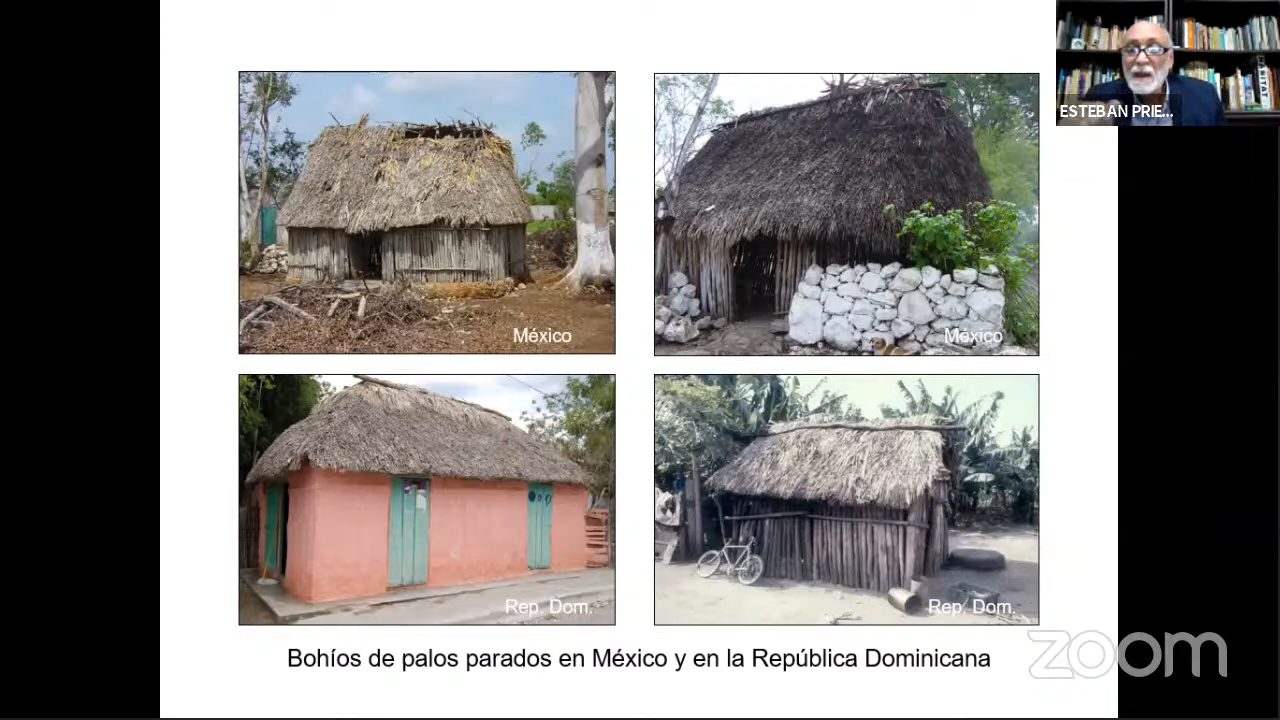 ESTEBAN PRIE...
México
México
Rep. Dom.
Rep. Dom.
Bohíos de palos parados en México y en la República Dominicana
zoom